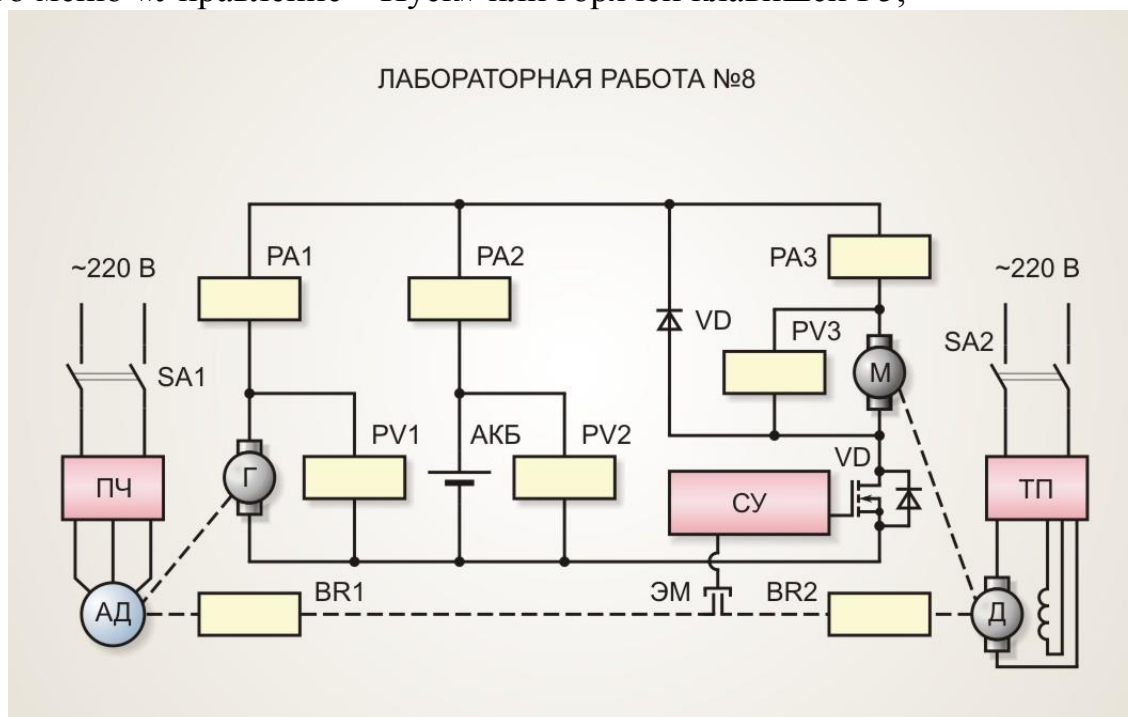 ЛАБОРАТОРНАЯ РАБОТА №8
~220 В
PA1
PA2
PA3
~220 В
VD
PV3
SA2
SA1
М
PV1
АКБ
PV2
VD
ПЧ
Г
СУ
ТП
BR1
ЭМ
BR2
АД
Д